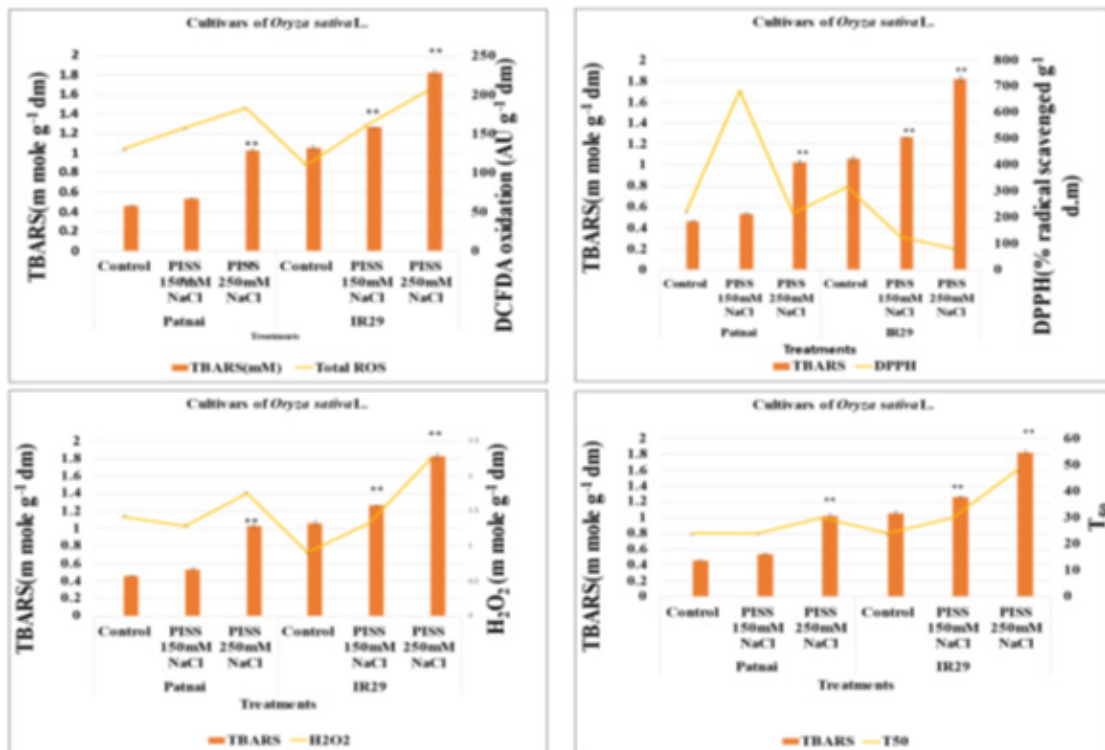 Cultivars of Oryza sativa L.
TBARS(m mole g-1 dm)
2
1.8
1.6
1.4
1.2
1
0.8
0.6
0.4
0.2
0
250
200
150
100
50
0
DCFDA oxidation (AU g-1 dm)
**
**
**
Control
PISS 150mM NaCl
PISS 250mM NaCl
Control
PISS 150mM NaCl
PISS 250mM NaCl
Patnai
IR29
Treatments
TBARS(mM)
Total ROS
Cultivars of Oryza sativa L.
TBARS(m mole g-1 dm)
2
1.8
1.6
1.4
1.2
1
0.8
0.6
0.4
0.2
0
800
700
600
500
400
300
200
100
0
DPPH(% radical scavenged g1 d.m)
**
**
**
Control
PISS 150mM NaCl
PISS 250mM NaCl
Control
PISS 150mM NaCl
PISS 250mM NaCl
Patnai
IR29
Treatments
TBARS
DPPH
Cultivars of Oryza sativa L.
TBARS(m mole g-1 dm)
2
1.8
1.6
1.4
1.2
1
0.8
0.6
0.4
0.2
0
H2O2 (m mole g-1 dm)
**
**
**
Control
PISS 150mM NaCl
PISS 250mM NaCl
Control
PISS 150mM NaCl
PISS 250mM NaCl
Patnai
IR29
Treatments
TBARS
H2O2
Cultivars of Oryza sativa L.
TBARS(m mole g-1 dm)
2
1.8
1.6
1.4
1.2
1
0.8
0.6
0.4
0.2
0
60
50
40
30
20
10
0
T50
**
**
**
Control
PISS 150mM NaCl
PISS 250mM NaCl
Control
PISS 150mM NaCl
PISS 250mM NaCl
Patnai
IR29
Treatments
TBARS
T50